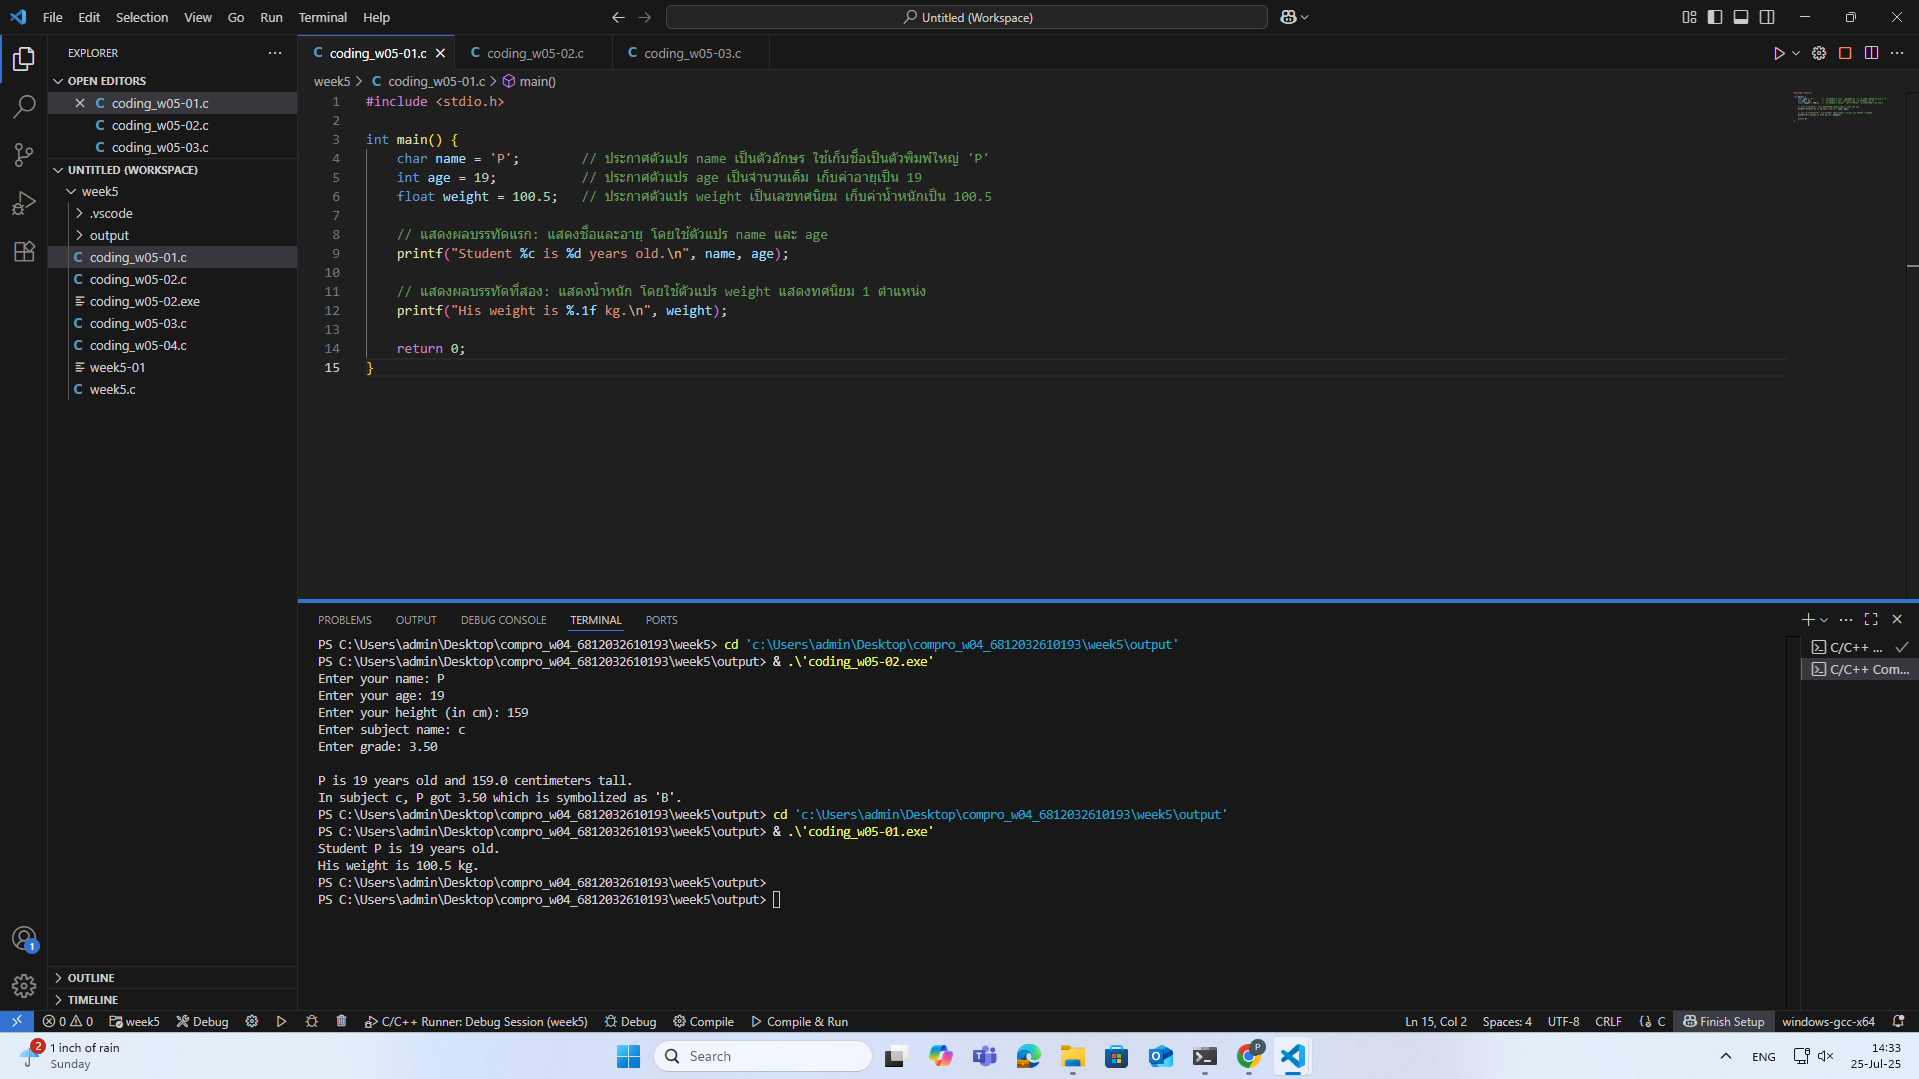 File Edit Selection View Go Run Terminal Help
Untitled (Workspace)
EXPLORER
OPEN EDITORS
coding_w05-01.c
coding_w05-02.c
coding_w05-03.c
UNTITLED (WORKSPACE)
week5
.vscode
output
coding_w05-01.c
coding_w05-02.c
coding_w05-02.exe
coding_w05-03.c
coding_w05-04.c
week5-01
week5.c
OUTLINE
TIMELINE
coding_w05-01.c coding_w05-02.c coding_w05-03.c
week5 > coding_w05-01.c > main()
1 #include <stdio.h>
2
3 int main() {
4 char name = 'P'; // ประกาศตัวแปร name เป็นตัวอักษร ใช้เก็บชื่อเป็นตัวพิมพ์ใหญ่ 'P'
5 int age = 19; // ประกาศตัวแปร age เป็นจำนวนเต็ม เก็บค่าอายุเป็น 19
6 float weight = 100.5; // ประกาศตัวแปร weight เป็นเลขทศนิยม เก็บค่าน้ำหนักเป็น 100.5
7
8 // แสดงผลบรรทัดแรก: แสดงชื่อและอายุ โดยใช้ตัวแปร name และ age
9 printf("Student %c is %d years old.\n", name, age);
10
11 // แสดงผลบรรทัดที่สอง: แสดงน้ำหนัก โดยใช้ตัวแปร weight แสดงทศนิยม 1 ตำแหน่ง
12 printf("His weight is %.1f kg.\n", weight);
13
14 return 0;
15 }
PROBLEMS OUTPUT DEBUG CONSOLE TERMINAL PORTS
PS C:\Users\admin\Desktop\compro_w04_6812032610193\week5> cd 'c:\Users\admin\Desktop\compro_w04_6812032610193\week5\output'
PS C:\Users\admin\Desktop\compro_w04_6812032610193\week5\output> & .\'coding_w05-02.exe'
Enter your name: P
Enter your age: 19
Enter your height (in cm): 159
Enter subject name: c
Enter grade: 3.50
P is 19 years old and 159.0 centimeters tall.
In subject c, P got 3.50 which is symbolized as 'B'.
PS C:\Users\admin\Desktop\compro_w04_6812032610193\week5\output> cd 'c:\Users\admin\Desktop\compro_w04_6812032610193\week5\output'
PS C:\Users\admin\Desktop\compro_w04_6812032610193\week5\output> & .\'coding_w05-01.exe'
Student P is 19 years old.
His weight is 100.5 kg.
PS C:\Users\admin\Desktop\compro_w04_6812032610193\week5\output>
PS C:\Users\admin\Desktop\compro_w04_6812032610193\week5\output>
C/C++ ...
C/C++ Com...
1
0 0 week5 Debug C/C++ Runner: Debug Session (week5) Debug Compile Compile & Run
Ln 15, Col 2 Spaces: 4 UTF-8 CRLF {} C Finish Setup windows-gcc-x64
2 1 inch of rain
Sunday
Search
P
ENG
14:33
25-Jul-25